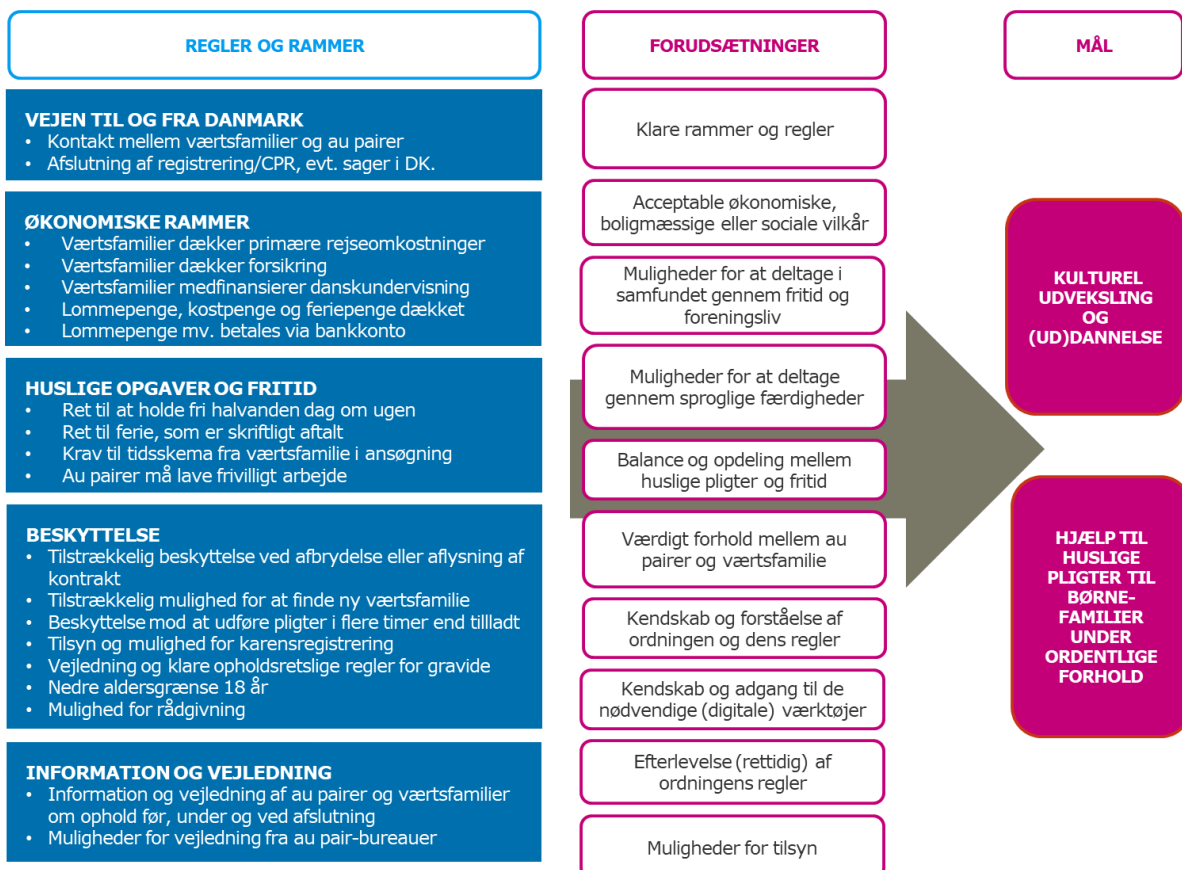 REGLER OG RAMMER
VEJEN TIL OG FRA DANMARK
• Kontakt mellem værtsfamilier og au pairer
• Afslutning af registrering/CPR, evt. sager i DK.
ØKONOMISKE RAMMER
• Værtsfamilier dækker primære rejseomkostninger
• Værtsfamilier dækker forsikring
• Værtsfamilier medfinansierer danskundervisning
• Lommepenge, kostpenge og feriepenge dækket
• Lommepenge mv. betales via bankkonto
HUSLIGE OPGAVER OG FRITID
• Ret til at holde fri halvanden dag om ugen
• Ret til ferie, som er skriftligt aftalt
• Krav til tidsskema fra værtsfamilie i ansøgning
• Au pairer må lave frivilligt arbejde
BESKYTTELSE
• Tilstrækkelig beskyttelse ved afbrydelse eller aflysning af
kontrakt
• Tilstrækkelig mulighed for at finde ny værtsfamilie
• Beskyttelse mod at udføre pligter i flere timer end tillladt
• Tilsyn og mulighed for karensregistrering
• Vejledning og klare opholdsretslige regler for gravide
• Nedre aldersgrænse 18 år
• Mulighed for rådgivning
INFORMATION OG VEJLEDNING
• Information og vejledning af au pairer og værtsfamilier
om ophold før, under og ved afslutning
• Muligheder for vejledning fra au pair-bureauer
FORUDSÆTNINGER
Klare rammer og regler
Acceptable økonomiske,
boligmæssige eller sociale vilkår
Muligheder for at deltage i
samfundet gennem fritid og
foreningsliv
Muligheder for at deltage
gennem sproglige færdigheder
Balance og opdeling mellem
huslige pligter og fritid
Værdigt forhold mellem au
pairer og værtsfamilie
Kendskab og forståelse af
ordningen og dens regler
Kendskab og adgang til de
nødvendige (digitale) værktøjer
Efterlevelse (rettidig) af
ordningens regler
Muligheder for tilsyn
MÅL
KULTUREL
UDVEKSLING
OG
(UD)DANNELSE
HJÆLP TIL
HUSLIGE
PLIGTER TIL
BØRNE-
FAMILIER
UNDER
ORDENTLIGE
FORHOLD